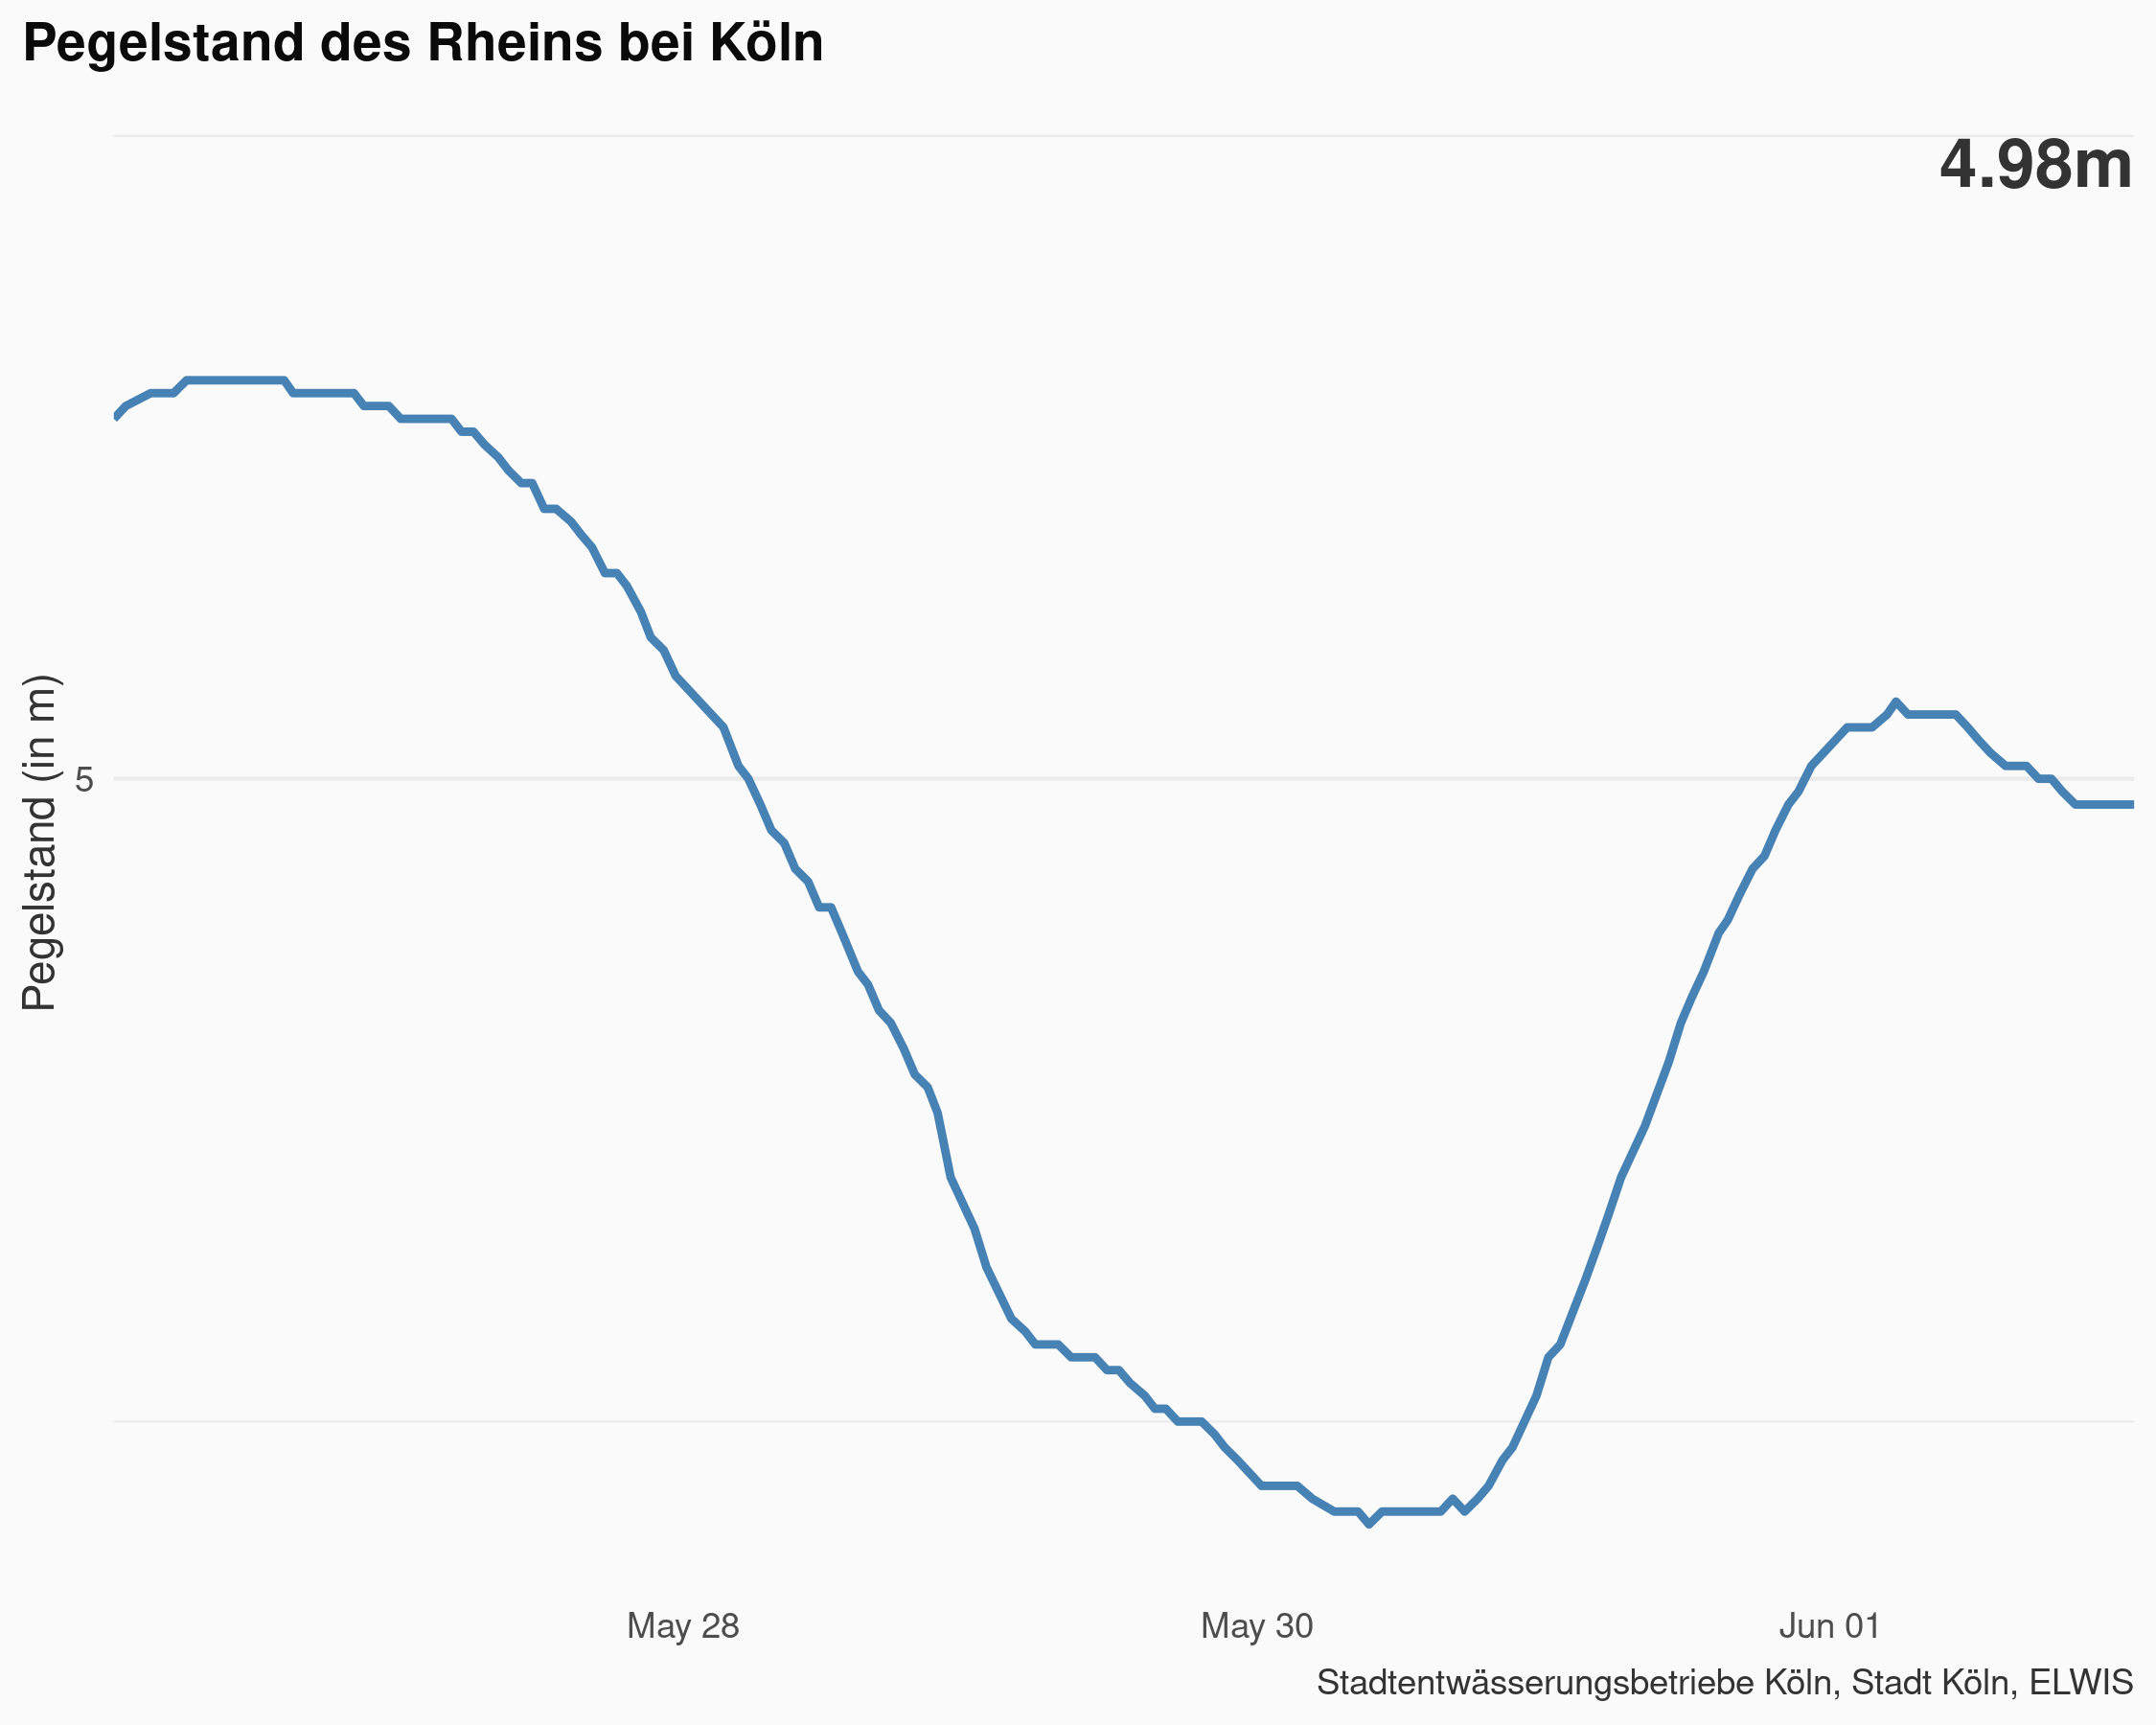 Pegelstand des Rheins bei Köln
4.98m
Pegelstand (in m)
5
May 28
May 30
Jun 01
Stadtentwässerungsbetriebe Köln, Stadt Köln, ELWIS